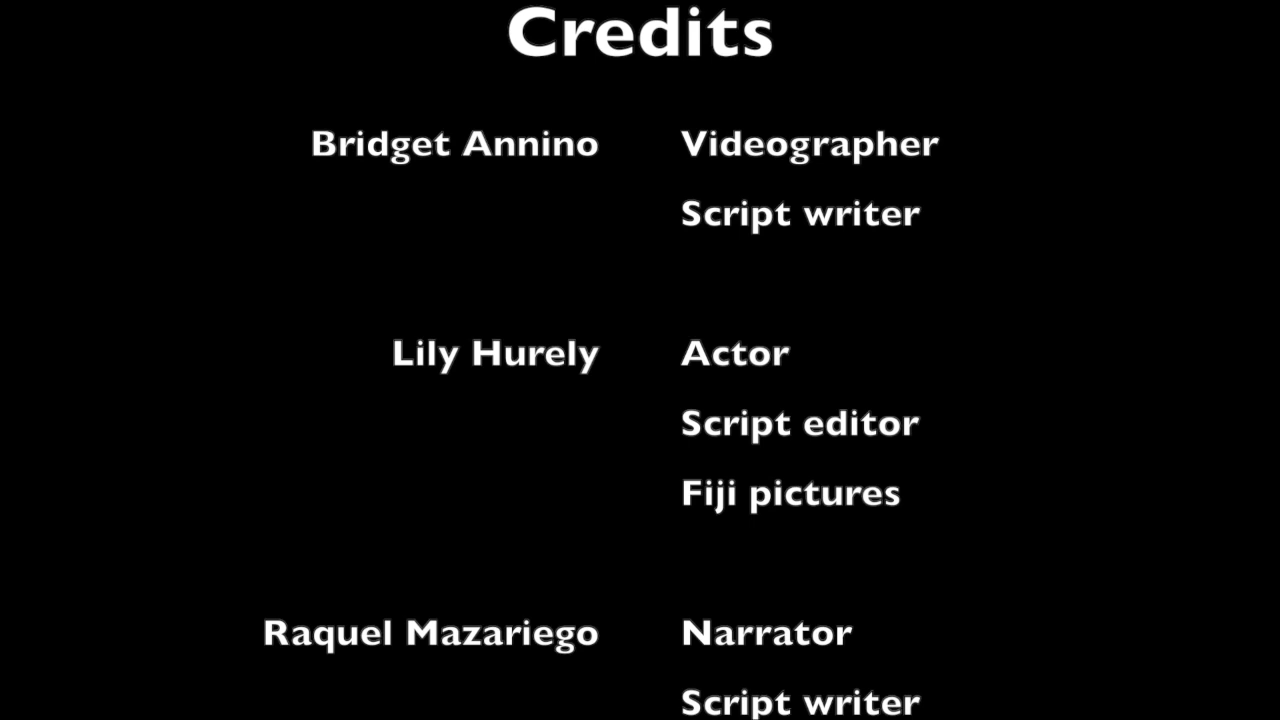 Credits
Bridget Annino Videographer
Script writer
Lily Hurely Actor
Script editor
Fiji pictures
Raquel Mazariego Narrator
Script writer